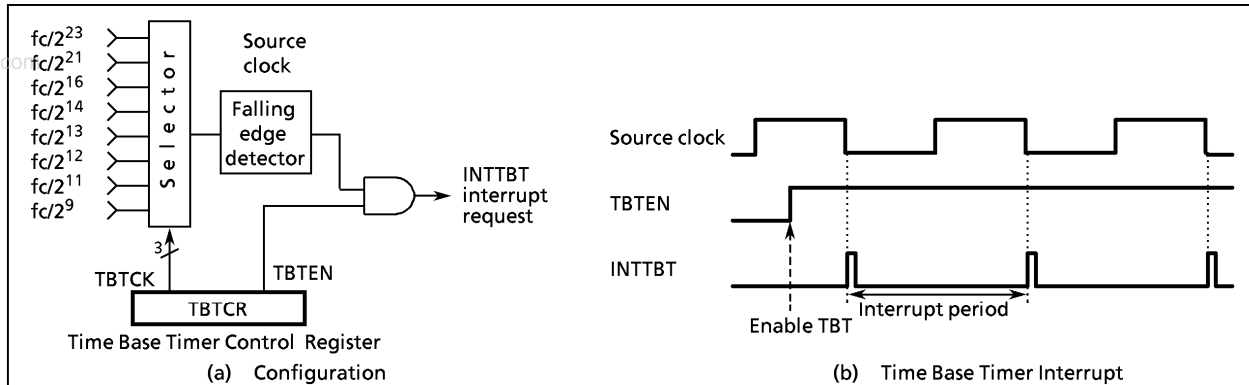 fc/2^23
fc/2^21
com
fc/2^16
fc/2^14
fc/2^13
fc/2^12
fc/2^11
fc/2^9
Selector
Source
clock
Falling
edge
detector
INTTBT
interrupt
request
3
TBTCK
TBTEN
TBTCR
Time Base Timer Control Register
(a) Configuration
Source clock
TBTEN
INTTBT
Interrupt period
Enable TBT
(b) Time Base Timer Interrupt